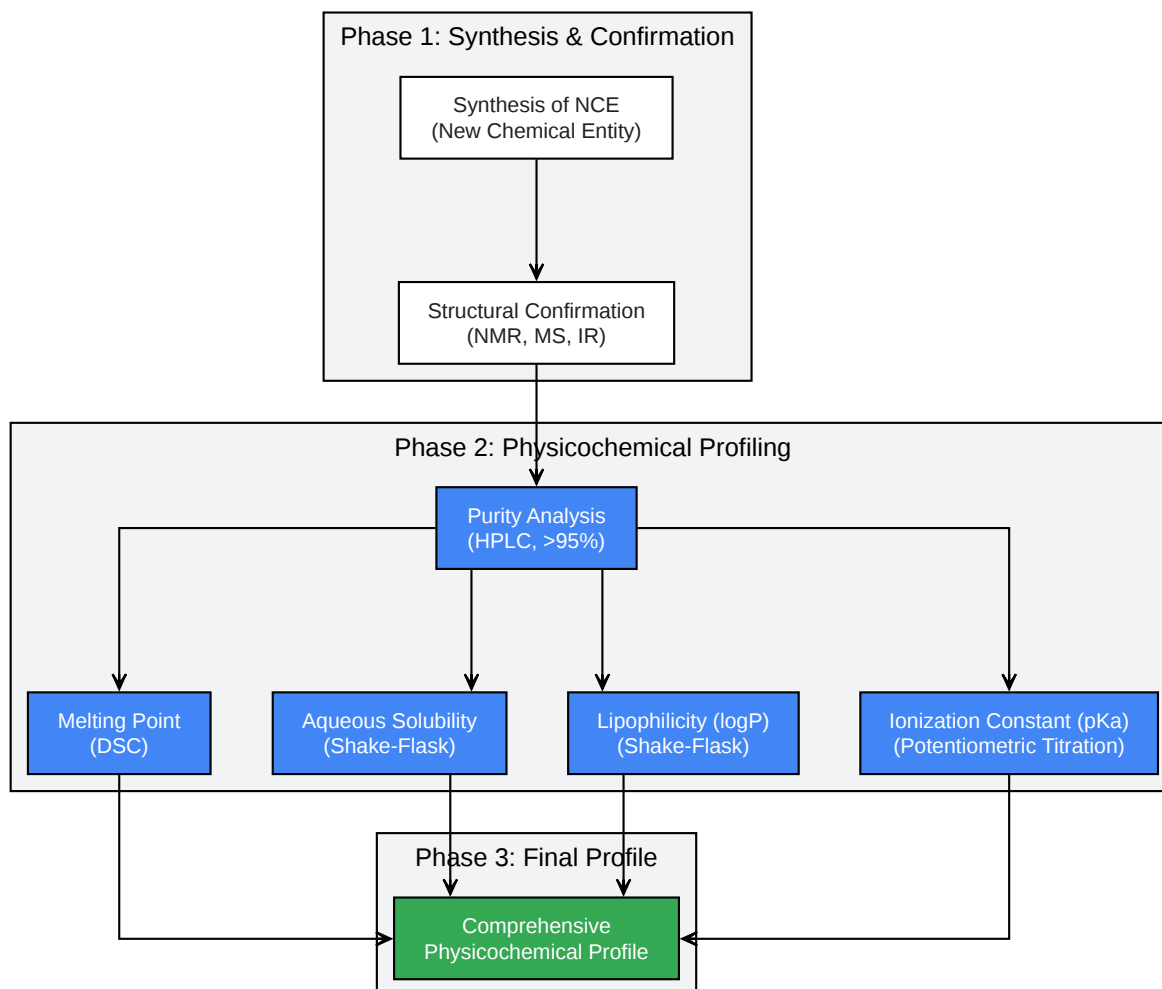 Phase 1: Synthesis & Confirmation
Synthesis of NCE
(New Chemical Entity)
Structural Confirmation
(NMR, MS, IR)
Phase 2: Physicochemical Profiling
Purity Analysis
(HPLC, >95%)
Melting Point
(DSC)
Aqueous Solubility
(Shake-Flask)
Lipophilicity (logP)
(Shake-Flask)
Ionization Constant (pKa)
(Potentiometric Titration)
Phase 3: Final Profile
Comprehensive
Physicochemical Profile